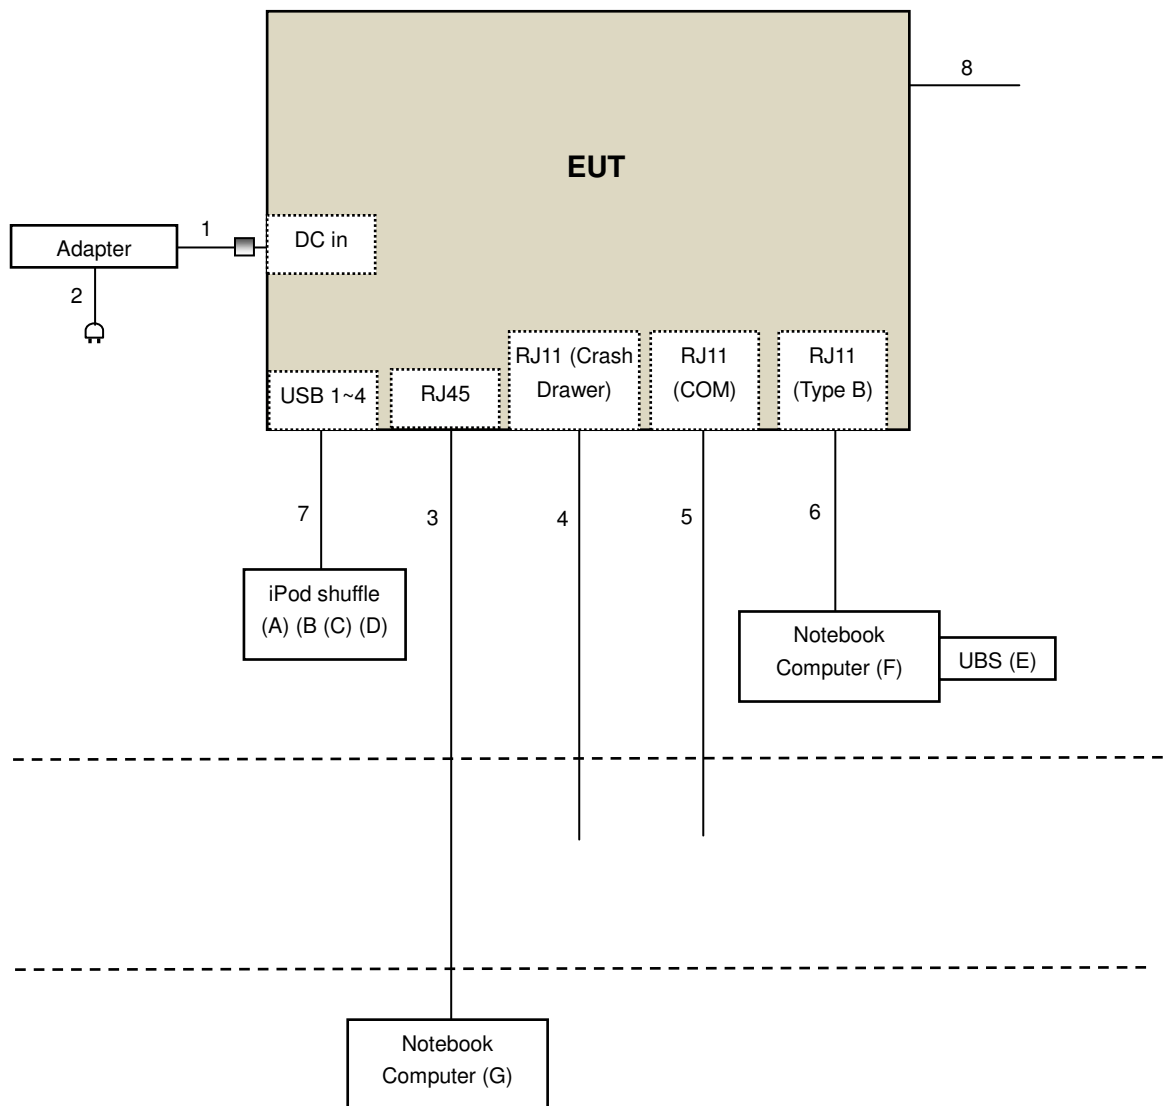 8
EUT
1
DC in
Adapter
2
RJ11 (Crash
Drawer)
RJ11
(COM)
RJ11
(Type B)
USB 1~4
RJ45
7
3
4
5
6
iPod shuffle
(A) (B (C) (D)
Notebook
Computer (F)
UBS (E)
Notebook
Computer (G)